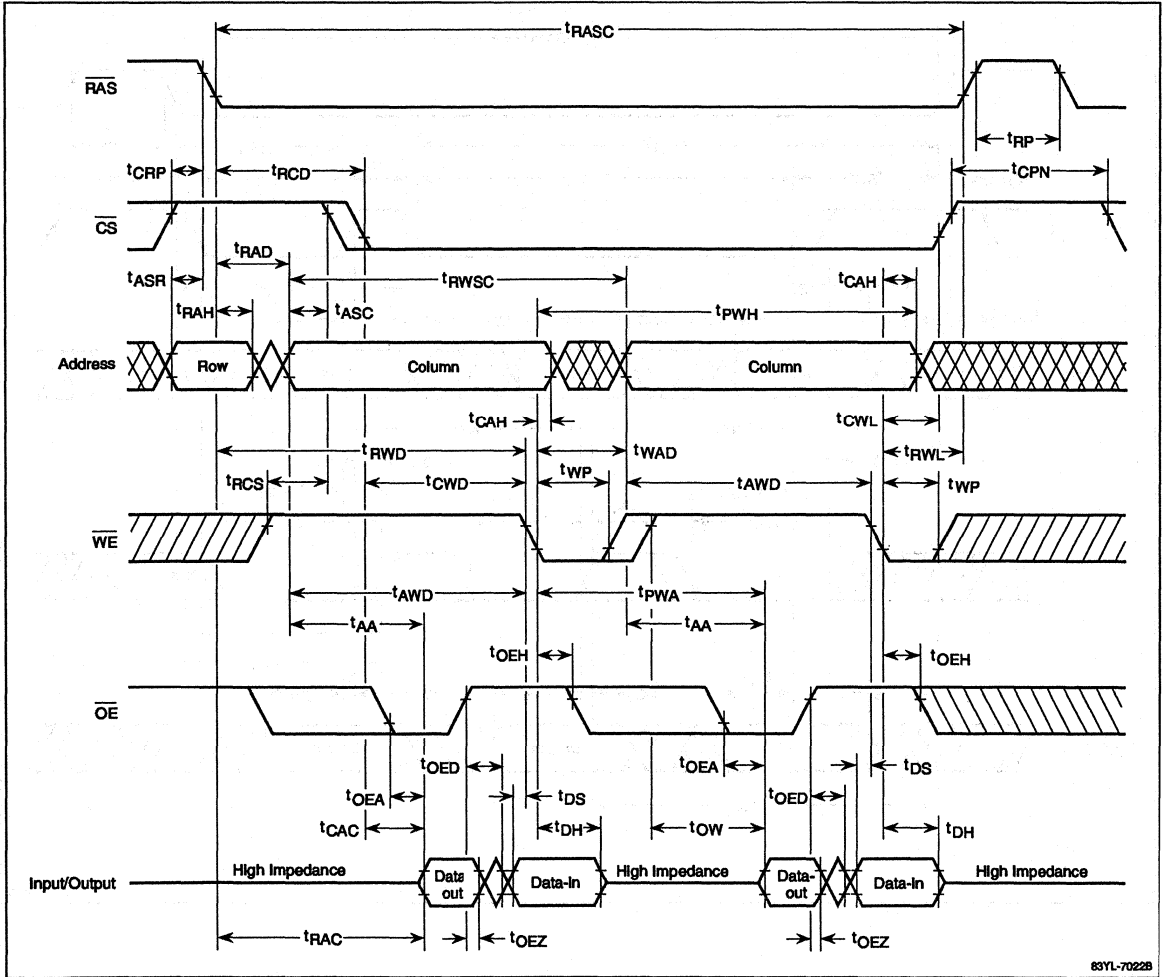 tRASC
RAS
tRP
tCRP
tRCD
tCPN
CS
tRAD
tASR
tRWSC
tCAH
tRAH
tASC
tPWH
Address
Row
Column
Column
tCAH
tCWL
tRWD
tWAD
tRWL
tRCS
tCWD
tWP
tAWD
tWP
WE
tAWD
tPWA
tAA
tAA
tOEH
tOEH
OE
tOED
tOEA
tDS
tOEA
tOED
tDS
tCAC
tDH
tOW
tDH
High Impedance
High Impedance
High Impedance
Input/Output
Data out
Data-In
Data-out
Data-In
tRAC
tOEZ
tOEZ
83YL-7022B